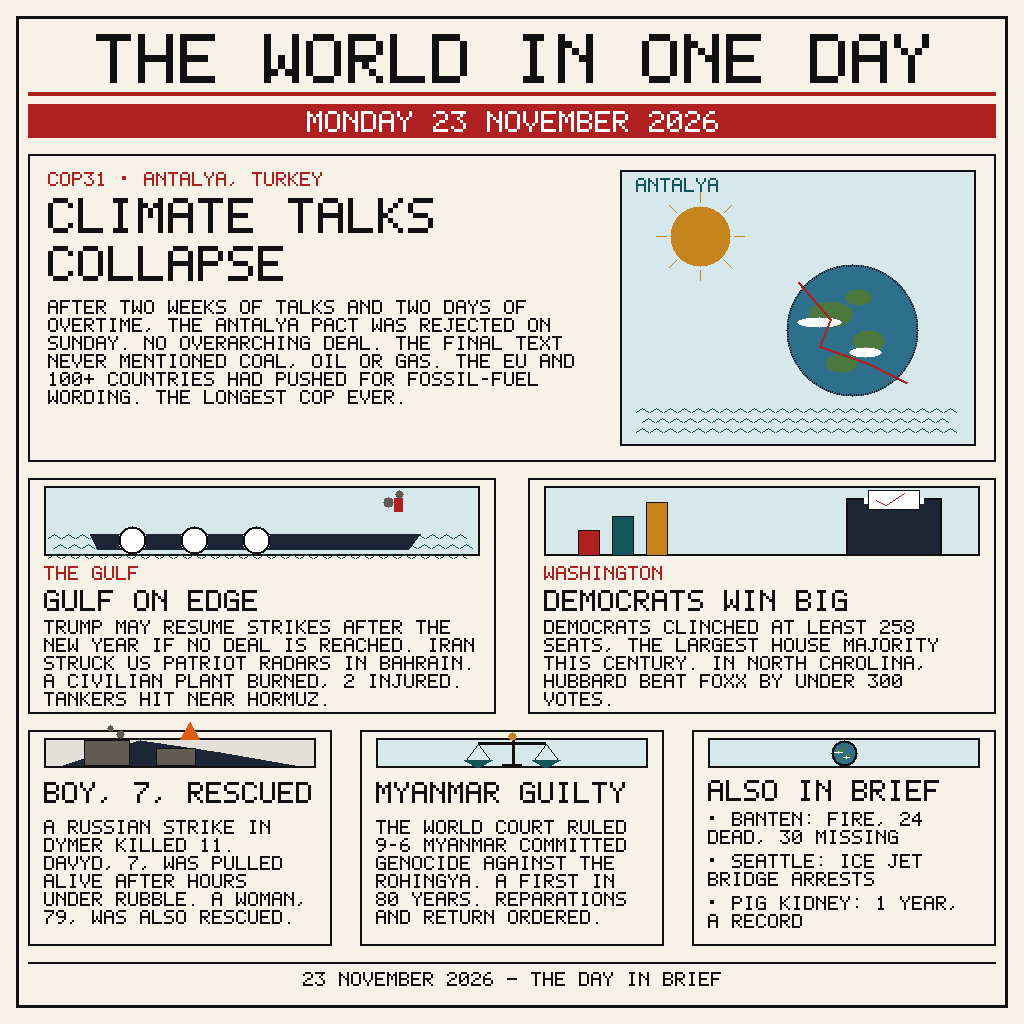 THE WORLD IN ONE DAY
MONDAY 23 NOVEMBER 2026
COP31 • ANTALYA, TURKEY
CLIMATE TALKS
COLLAPSE
AFTER TWO WEEKS OF TALKS AND TWO DAYS OF
OVERTIME, THE ANTALYA PACT WAS REJECTED ON
SUNDAY. NO OVERARCHING DEAL. THE FINAL TEXT
NEVER MENTIONED COAL, OIL OR GAS. THE EU AND
100+ COUNTRIES HAD PUSHED FOR FOSSIL-FUEL
WORDING. THE LONGEST COP EVER.
ANTALYA
THE GULF
GULF ON EDGE
TRUMP MAY RESUME STRIKES AFTER THE
NEW YEAR IF NO DEAL IS REACHED. IRAN
STRUCK US PATRIOT RADARS IN BAHRAIN.
A CIVILIAN PLANT BURNED, 2 INJURED.
TANKERS HIT NEAR HORMUZ.
WASHINGTON
DEMOCRATS WIN BIG
DEMOCRATS CLINCHED AT LEAST 258
SEATS, THE LARGEST HOUSE MAJORITY
THIS CENTURY. IN NORTH CAROLINA,
HUBBARD BEAT FOXX BY UNDER 300
VOTES.
BOY, 7, RESCUED
A RUSSIAN STRIKE IN
DYMER KILLED 11.
DAVYD, 7, WAS PULLED
ALIVE AFTER HOURS
UNDER RUBBLE. A WOMAN,
79, WAS ALSO RESCUED.
MYANMAR GUILTY
THE WORLD COURT RULED
9-6 MYANMAR COMMITTED
GENOCIDE AGAINST THE
ROHINGYA. A FIRST IN
80 YEARS. REPARATIONS
AND RETURN ORDERED.
ALSO IN BRIEF
• BANTEN: FIRE, 24
DEAD, 30 MISSING
• SEATTLE: ICE JET
BRIDGE ARRESTS
• PIG KIDNEY: 1 YEAR,
A RECORD
23 NOVEMBER 2026 — THE DAY IN BRIEF